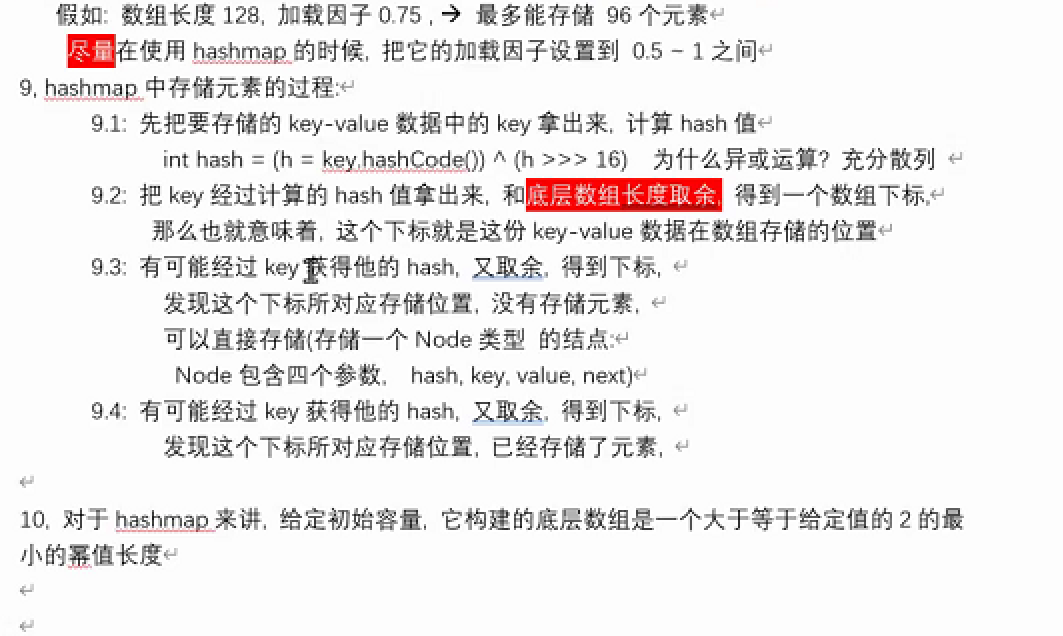 假如: 数组长度 128, 加载因子 0.75 , → 最多能存储 96 个元素
尽量在使用 hashmap 的时候, 把它的加载因子设置到 0.5 ~ 1 之间
9, hashmap 中存储元素的过程:
9.1: 先把要存储的 key-value 数据中的 key 拿出来, 计算 hash 值
int hash = (h = key.hashCode()) ^ (h >>> 16) 为什么异或运算? 充分散列
9.2: 把 key 经过计算的 hash 值拿出来, 和底层数组长度取余, 得到一个数组下标,
那么也就意味着, 这个下标就是这份 key-value 数据在数组存储的位置
9.3: 有可能经过 key 获得他的 hash, 又取余, 得到下标,
发现这个下标所对应存储位置, 没有存储元素,
可以直接存储(存储一个 Node 类型 的结点:
Node 包含四个参数, hash, key, value, next)
9.4: 有可能经过 key 获得他的 hash, 又取余, 得到下标,
发现这个下标所对应存储位置, 已经存储了元素,
10, 对于 hashmap 来讲, 给定初始容量, 它构建的底层数组是一个大于等于给定值的 2 的最
小的幂值长度